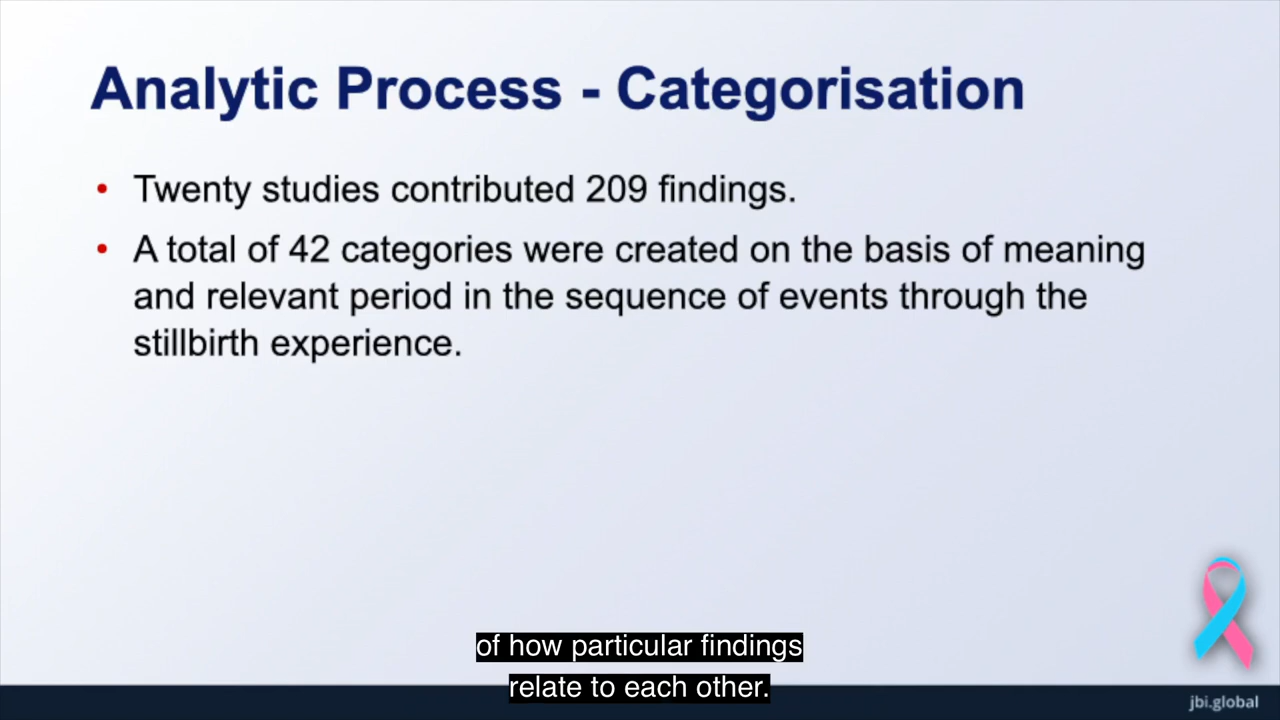 Analytic Process - Categorisation
• Twenty studies contributed 209 findings.
• A total of 42 categories were created on the basis of meaning
and relevant period in the sequence of events through the
stillbirth experience.
of how particular findings
relate to each other.
jbi.global